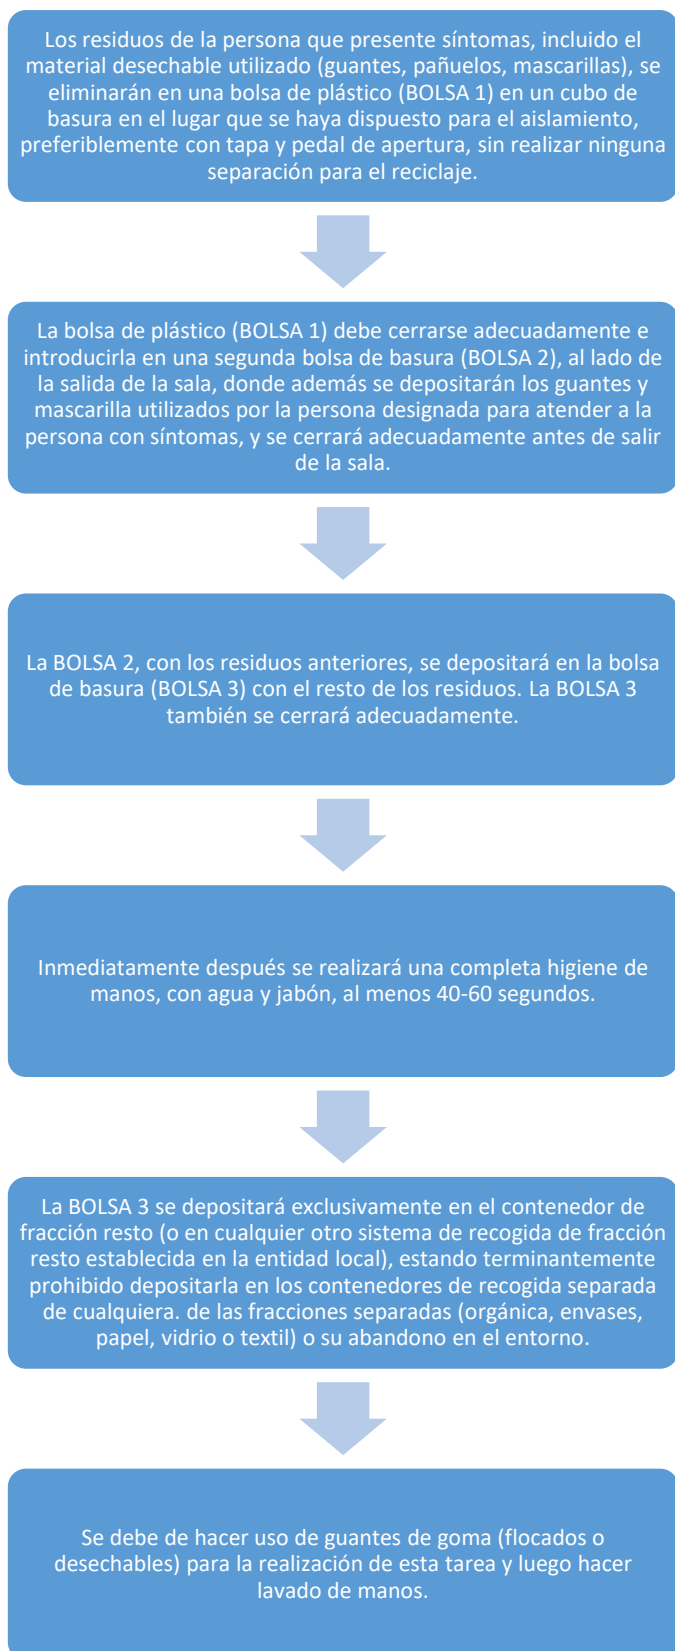 Los residuos de la persona que presente síntomas, incluido el
material desechable utilizado (guantes, pañuelos, mascarillas), se
eliminarán en una bolsa de plástico (BOLSA 1) en un cubo de
basura en el lugar que se haya dispuesto para el aislamiento,
preferiblemente con tapa y pedal de apertura, sin realizar ninguna
separación para el reciclaje.
La bolsa de plástico (BOLSA 1) debe cerrarse adecuadamente e
introducirla en una segunda bolsa de basura (BOLSA 2), al lado de
la salida de la sala, donde además se depositarán los guantes y
mascarilla utilizados por la persona designada para atender a la
persona con síntomas, y se cerrará adecuadamente antes de salir
de la sala.
La BOLSA 2, con los residuos anteriores, se depositará en la bolsa
de basura (BOLSA 3) con el resto de los residuos. La BOLSA 3
también se cerrará adecuadamente.
Inmediatamente después se realizará una completa higiene de
manos, con agua y jabón, al menos 40-60 segundos.
La BOLSA 3 se depositará exclusivamente en el contenedor de
fracción resto (o en cualquier otro sistema de recogida de fracción
resto establecida en la entidad local), estando terminantemente
prohibido depositarla en los contenedores de recogida separada
de cualquiera. de las fracciones separadas (orgánica, envases,
papel, vidrio o textil) o su abandono en el entorno.
Se debe de hacer uso de guantes de goma (flocados o
desechables) para la realización de esta tarea y luego hacer
lavado de manos.